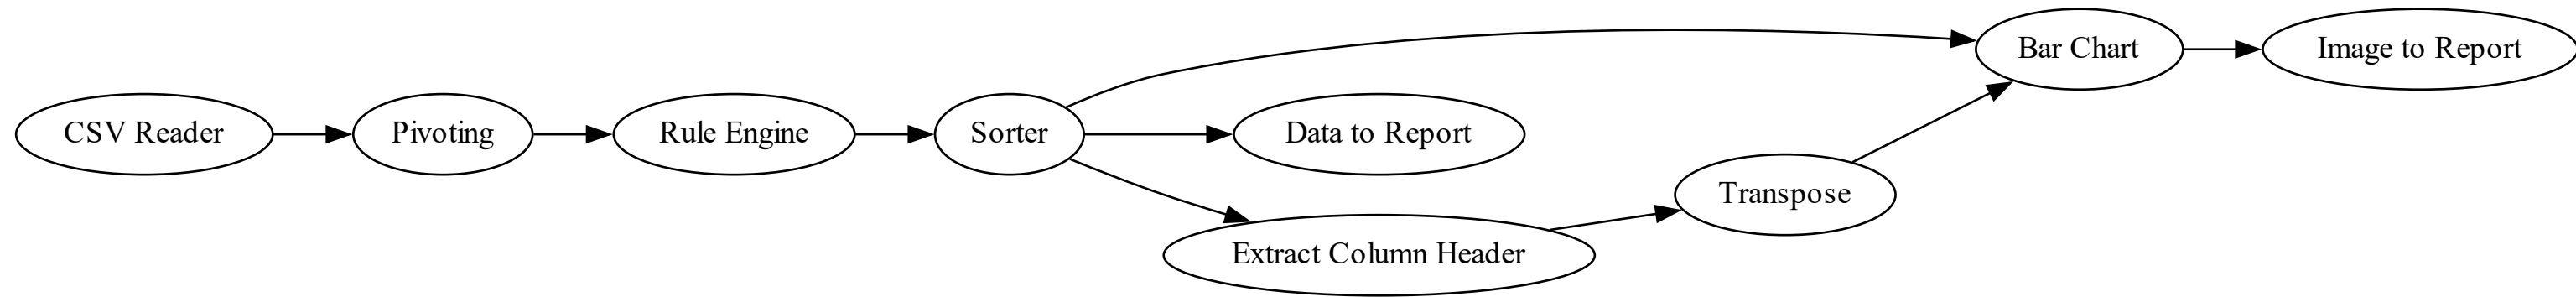 CSV Reader
Pivoting
Rule Engine
Sorter
Data to Report
Extract Column Header
Transpose
Bar Chart
Image to Report